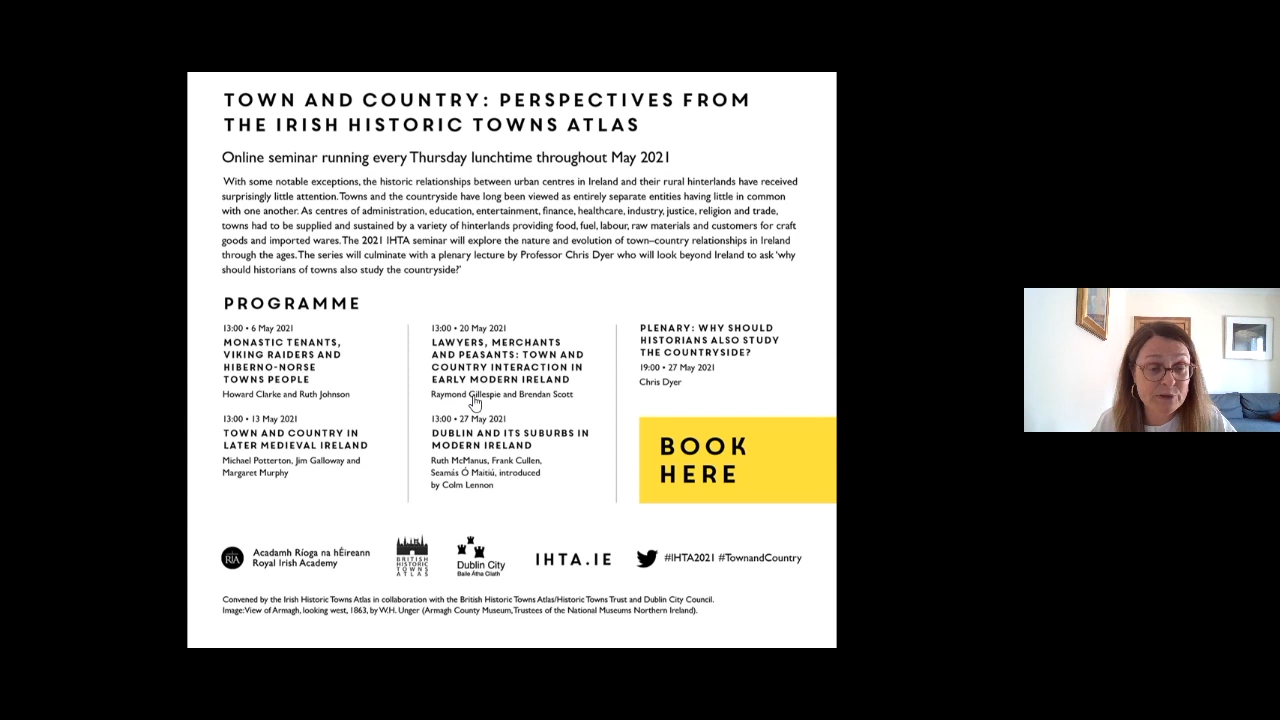 TOWN AND COUNTRY: PERSPECTIVES FROM
THE IRISH HISTORIC TOWNS ATLAS
Online seminar running every Thursday lunchtime throughout May 2021
With some notable exceptions, the historic relationships between urban centres in Ireland and their rural hinterlands have received
surprisingly little attention. Towns and the countryside have long been viewed as entirely separate entities having little in common
with one another. As centres of administration, education, entertainment, finance, healthcare, industry, justice, religion and trade,
towns had to be supplied and sustained by a variety of hinterlands providing food, fuel, labour, raw materials and customers for craft
goods and imported wares. The 2021 IHTA seminar will explore the nature and evolution of town–country relationships in Ireland
through the ages. The series will culminate with a plenary lecture by Professor Chris Dyer who will look beyond Ireland to ask 'why
should historians of towns also study the countryside?'
PROGRAMME
13:00 • 6 May 2021
MONASTIC TENANTS,
VIKING RAIDERS AND
HIBERNO-NORSE
TOWNS PEOPLE
Howard Clarke and Ruth Johnson
13:00 • 13 May 2021
TOWN AND COUNTRY IN
LATER MEDIEVAL IRELAND
Michael Potterton, Jim Galloway and
Margaret Murphy
13:00 • 20 May 2021
LAWYERS, MERCHANTS
AND PEASANTS: TOWN AND
COUNTRY INTERACTION IN
EARLY MODERN IRELAND
Raymond Gillespie and Brendan Scott
13:00 • 27 May 2021
DUBLIN AND ITS SUBURBS IN
MODERN IRELAND
Ruth McManus, Frank Cullen,
Seamás Ó Maitiú, introduced
by Colm Lennon
PLENARY: WHY SHOULD
HISTORIANS ALSO STUDY
THE COUNTRYSIDE?
19:00 • 27 May 2021
Chris Dyer
BOOK
HERE
RIA
Acadamh Ríoga na hÉireann
Royal Irish Academy
BRITISH
HISTORIC
TOWNS
ATLAS
Dublin City
Baile Átha Cliath
IHTA.IE
#IHTA2021 #TownandCountry
Convened by the Irish Historic Towns Atlas in collaboration with the British Historic Towns Atlas/Historic Towns Trust and Dublin City Council.
Image: View of Armagh, looking west, 1863, by W.H. Unger (Armagh County Museum, Trustees of the National Museums Northern Ireland).